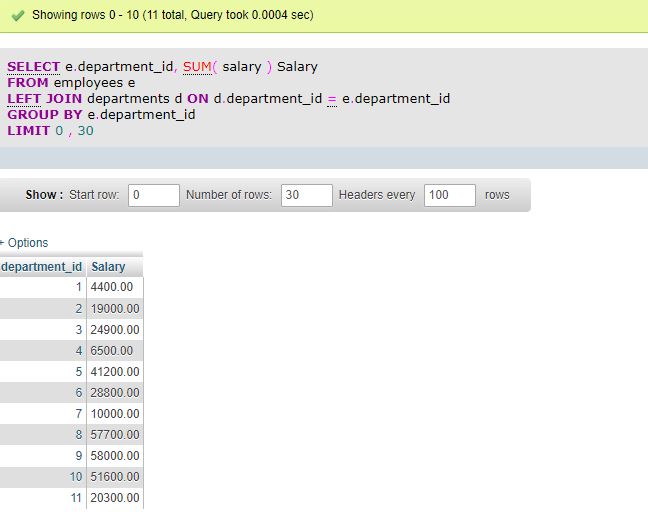 Showing rows 0 - 10 (11 total, Query took 0.0004 sec)
SELECT e.department_id, SUM( salary ) Salary
FROM employees e
LEFT JOIN departments d ON d.department_id = e.department_id
GROUP BY e.department_id
LIMIT 0 , 30
Show : Start row: 0 Number of rows: 30 Headers every 100 rows
+ Options
department_id Salary
1 4400.00
2 19000.00
3 24900.00
4 6500.00
5 41200.00
6 28800.00
7 10000.00
8 57700.00
9 58000.00
10 51600.00
11 20300.00